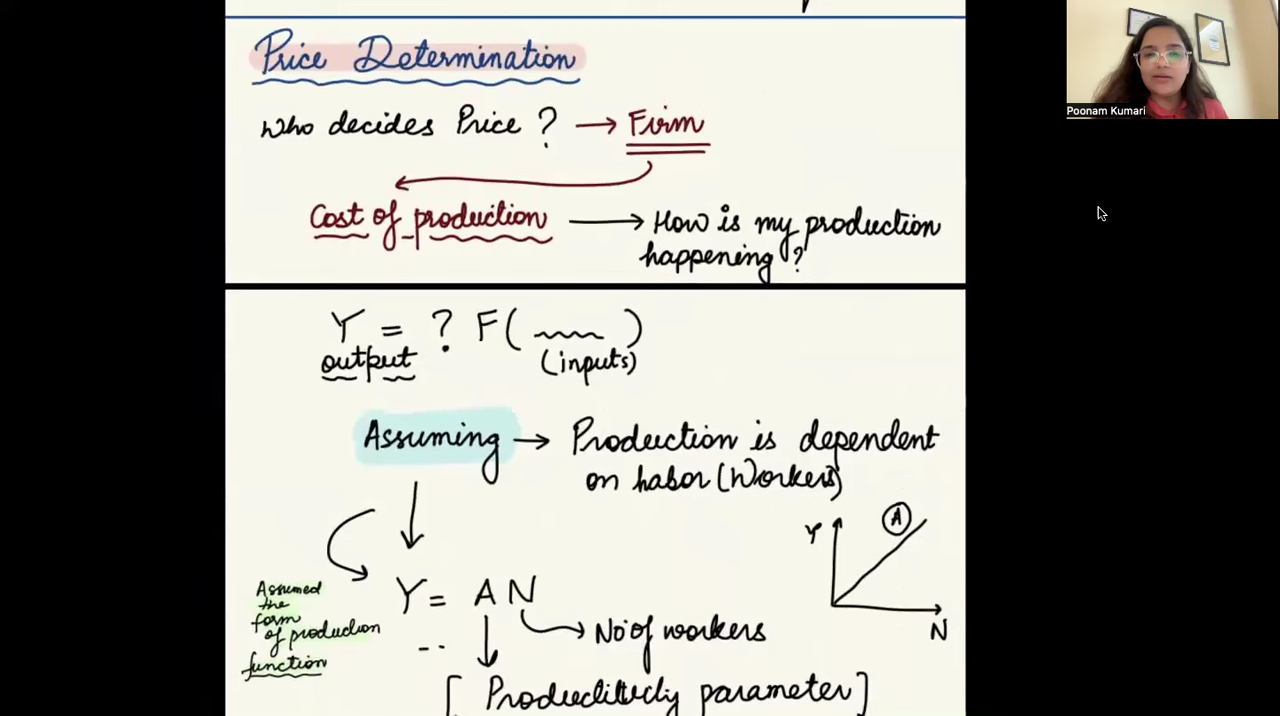 Price Determination
Who decides Price ? → Firm
Cost of production → How is my production
happening ?
Y = ? F ( )
output (inputs)
Assuming → Production is dependent
on labor (Workers)
Y A
Y = A N
N
Assumed
the
form
of production
function
No of workers
[ parameter ]
Poonam Kumari